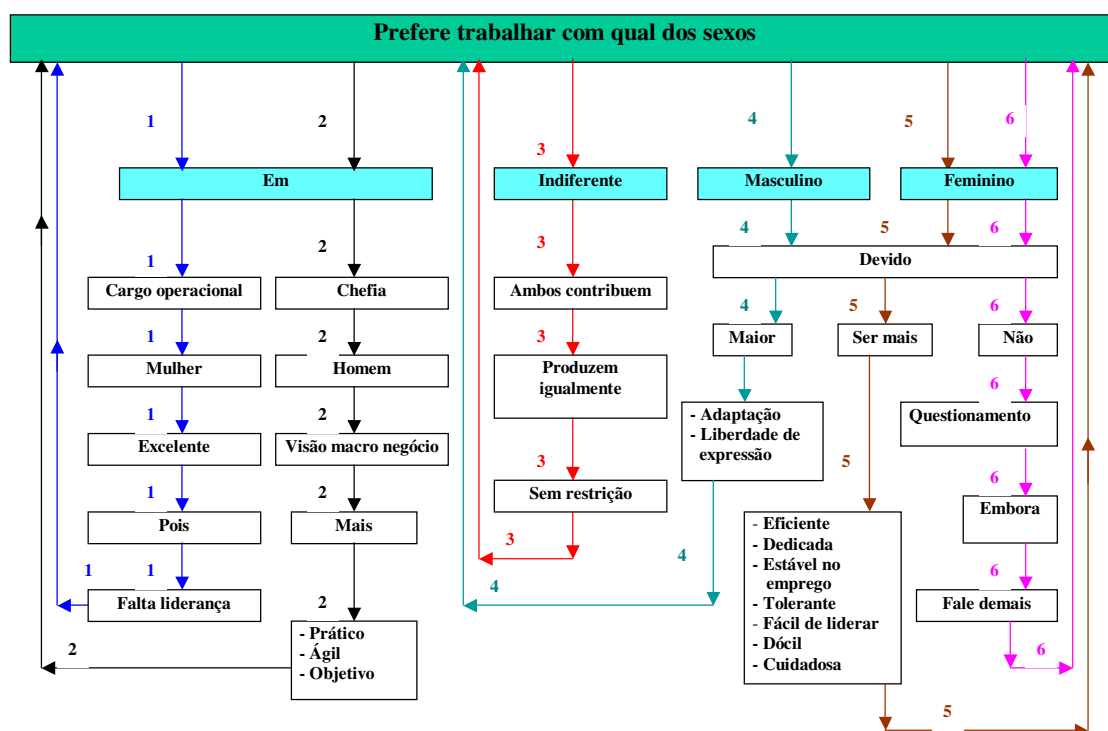 Prefere trabalhar com qual dos sexos
1
2
3
4
5
6
Em
Indiferente
Masculino
Feminino
1
2
3
4
5
6
Devido
1
Cargo operacional
Chefia
Ambos contribuem
4
5
6
1
2
3
Maior
Ser mais
Não
Mulher
Homem
Produzem
igualmente
6
1
2
- Adaptação
- Liberdade de
expressão
Questionamento
Excelente
Visão macro negócio
3
5
6
1
2
Sem restrição
Embora
Pois
Mais
3
4
- Eficiente
- Dedicada
- Estável no
emprego
- Tolerante
- Fácil de liderar
- Dócil
- Cuidadosa
1
1
2
4
6
Falta liderança
Fale demais
2
- Prático
- Ágil
- Objetivo
6
5